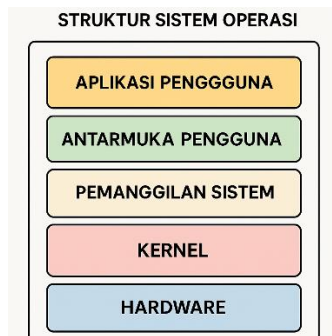 STRUKTUR SISTEM OPERASI
APLIKASI PENGGGUNA
ANTARMUKA PENGGUNA
PEMANGGILAN SISTEM
KERNEL
HARDWARE